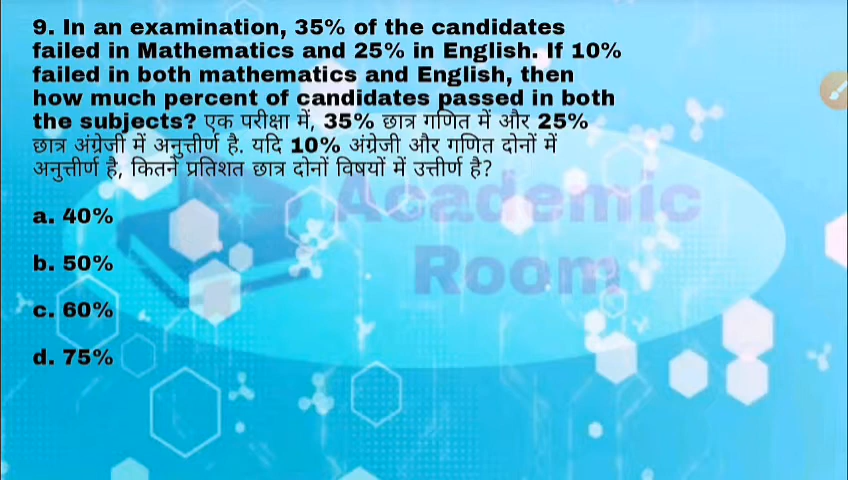 9. In an examination, 35% of the candidates
failed in Mathematics and 25% in English. If 10%
failed in both mathematics and English, then
how much percent of candidates passed in both
the subjects? एक परीक्षा में, 35% छात्र गणित में और 25%
छात्र अंग्रेजी में अनुत्तीर्ण है. यदि 10% अंग्रेजी और गणित दोनों में
अनुत्तीर्ण है, कितने प्रतिशत छात्र दोनों विषयों में उत्तीर्ण है?
Academic
Room
a. 40%
b. 50%
c. 60%
d. 75%